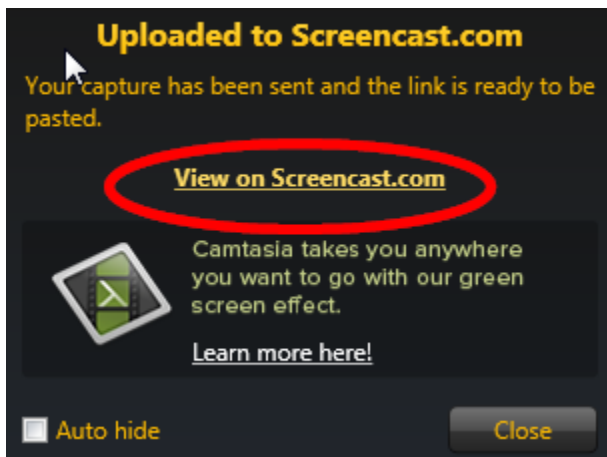 Uploaded to Screencast.com
Your capture has been sent and the link is ready to be
pasted.
View on Screencast.com
Camtasia takes you anywhere
you want to go with our green
screen effect.
Learn more here!
Auto hide
Close